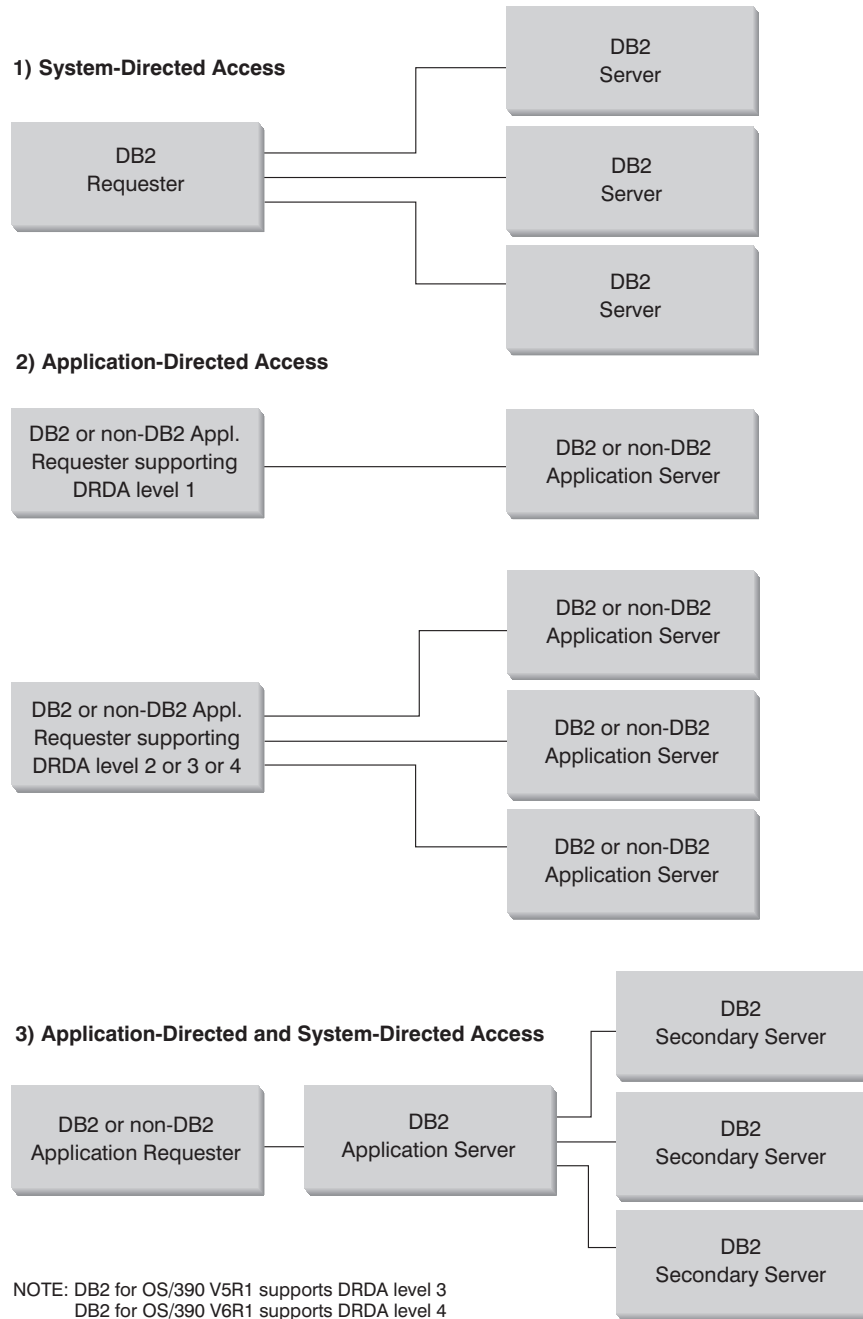 1) System-Directed Access
DB2
Requester
DB2
Server
DB2
Server
DB2
Server
2) Application-Directed Access
DB2 or non-DB2 Appl.
Requester supporting
DRDA level 1
DB2 or non-DB2
Application Server
DB2 or non-DB2 Appl.
Requester supporting
DRDA level 2 or 3 or 4
DB2 or non-DB2
Application Server
DB2 or non-DB2
Application Server
DB2 or non-DB2
Application Server
3) Application-Directed and System-Directed Access
DB2 or non-DB2
Application Requester
DB2
Application Server
DB2
Secondary Server
DB2
Secondary Server
DB2
Secondary Server
NOTE: DB2 for OS/390 V5R1 supports DRDA level 3
DB2 for OS/390 V6R1 supports DRDA level 4